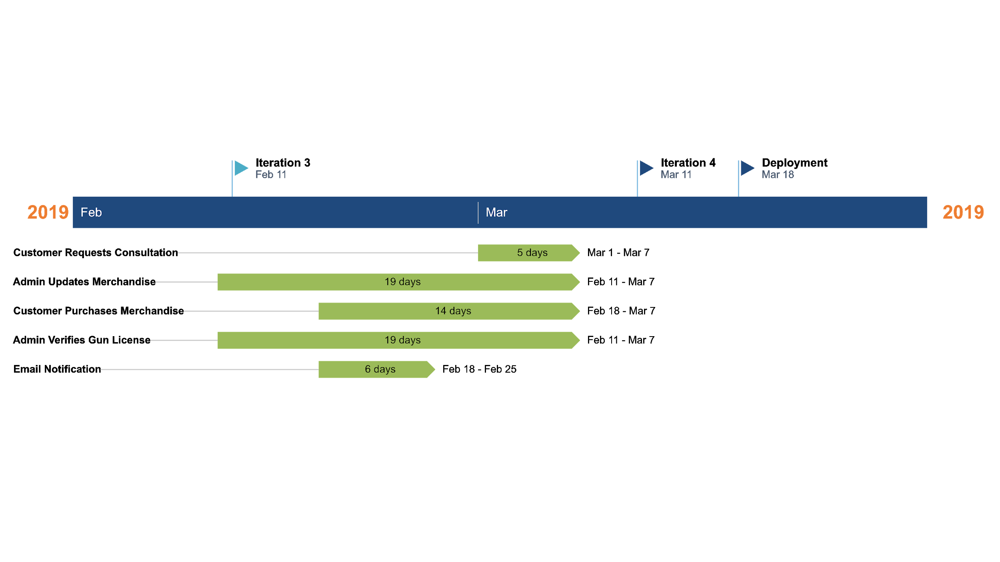 Iteration 3
Feb 11
Iteration 4
Mar 11
Deployment
Mar 18
2019 Feb Mar 2019
Customer Requests Consultation 5 days Mar 1 - Mar 7
Admin Updates Merchandise 19 days Feb 11 - Mar 7
Customer Purchases Merchandise 14 days Feb 18 - Mar 7
Admin Verifies Gun License 19 days Feb 11 - Mar 7
Email Notification 6 days Feb 18 - Feb 25